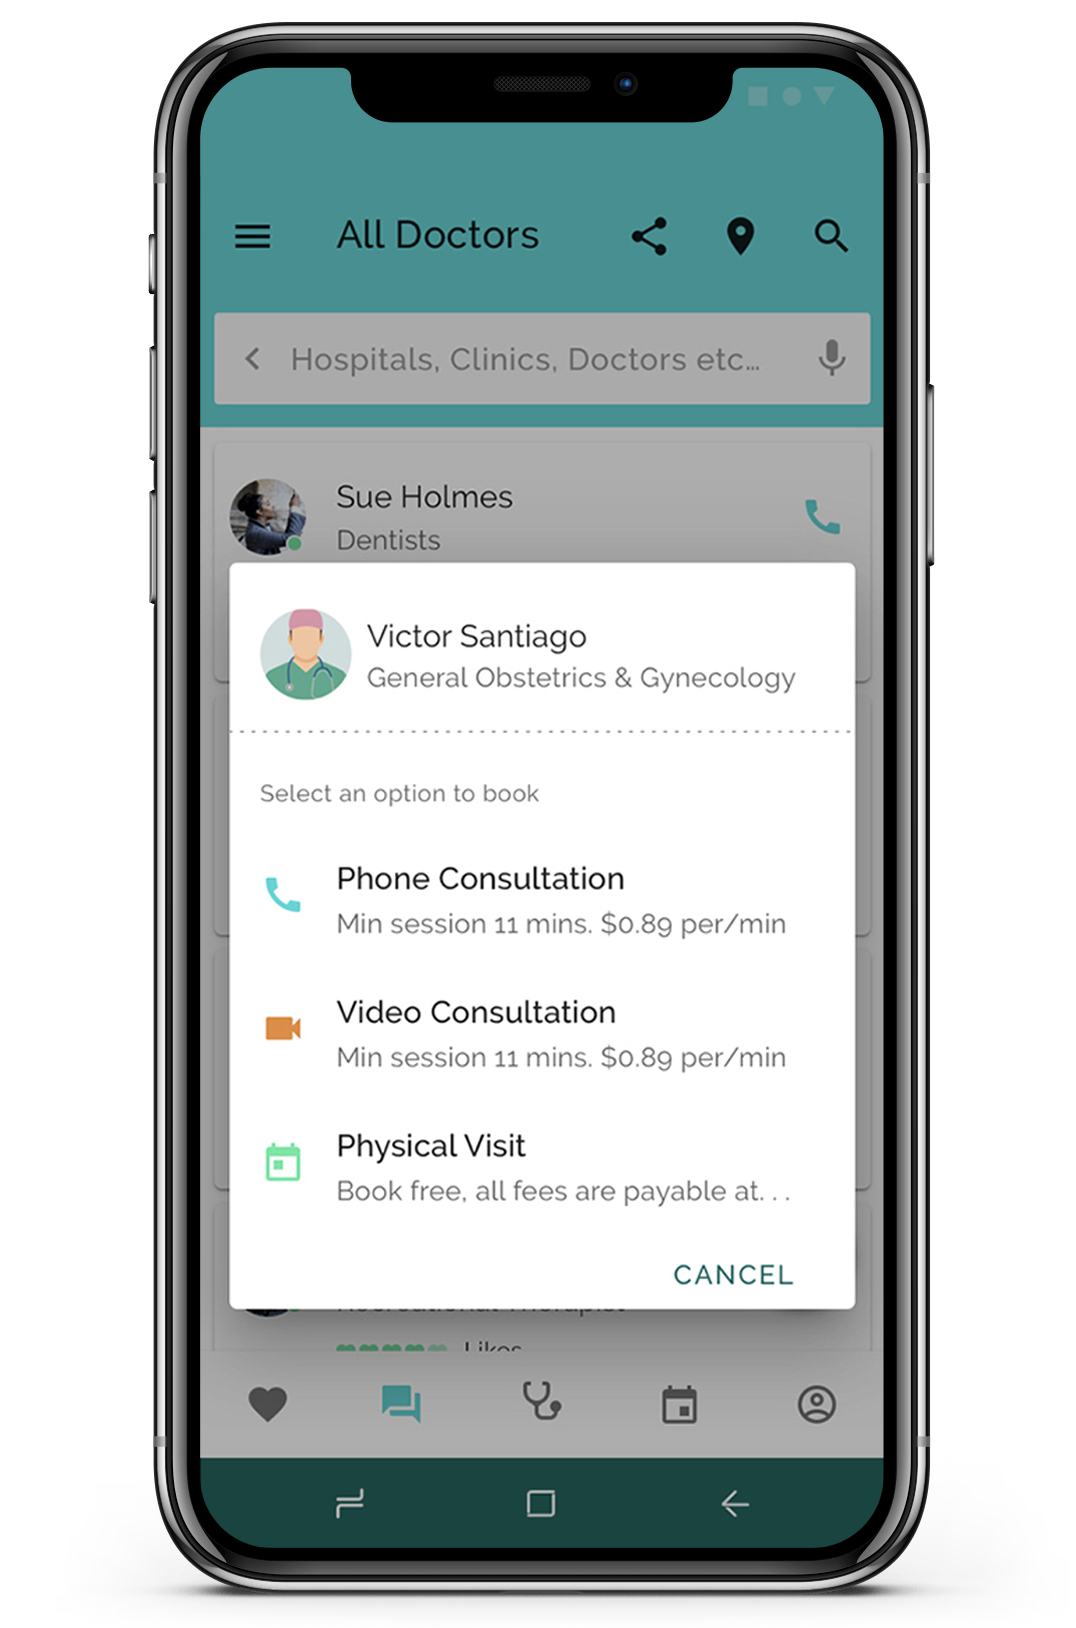 All Doctors
Hospitals, Clinics, Doctors etc...
Sue Holmes
Dentists
Victor Santiago
General Obstetrics & Gynecology
Select an option to book
Phone Consultation
Min session 11 mins. $0.89 per/min
Video Consultation
Min session 11 mins. $0.89 per/min
Physical Visit
Book free, all fees are payable at. . .
CANCEL
Recreational Therapist
Likes